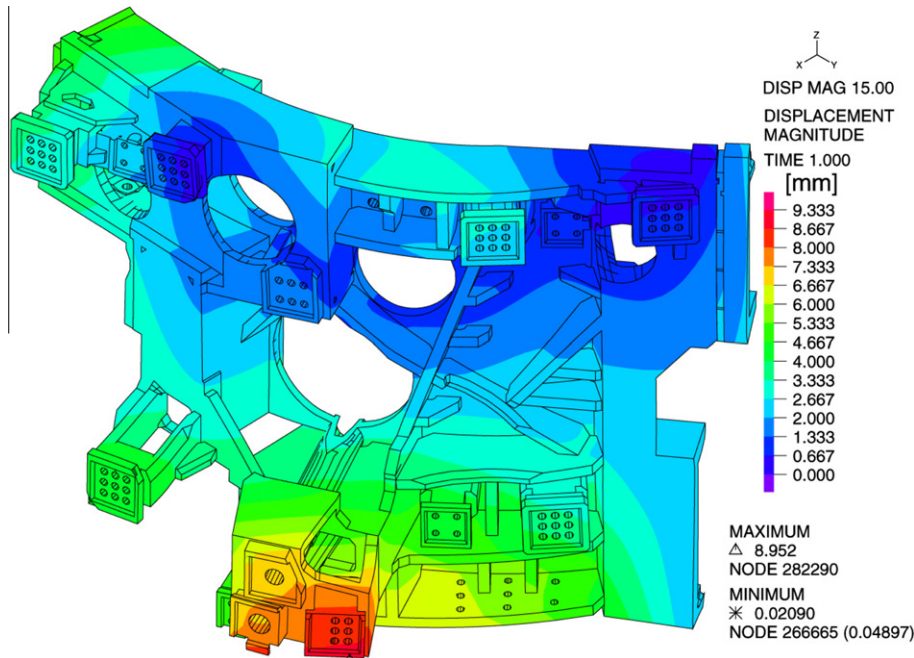 Z
X Y
DISP MAG 15.00
DISPLACEMENT
MAGNITUDE
TIME 1.000
[mm]
9.333
8.667
8.000
7.333
6.667
6.000
5.333
4.667
4.000
3.333
2.667
2.000
1.333
0.667
0.000
MAXIMUM
△ 8.952
NODE 282290
MINIMUM
✳ 0.02090
NODE 266665 (0.04897)